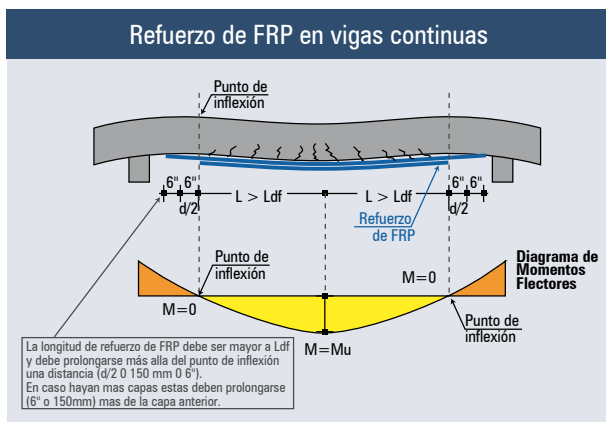 Refuerzo de FRP en vigas continuas
Punto de
inflexión
6" 6"
d/2
L > Ldf
L > Ldf
6" 6"
d/2
Refuerzo
de FRP
Punto de
inflexión
M=0
M=0
Diagrama de
Momentos
Flectores
Punto de
inflexión
M=Mu
La longitud de refuerzo de FRP debe ser mayor a Ldf
y debe prolongarse más alla del punto de inflexión
una distancia (d/2 0 150 mm 0 6").
En caso hayan mas capas estas deben prolongarse
(6" o 150mm) mas de la capa anterior.